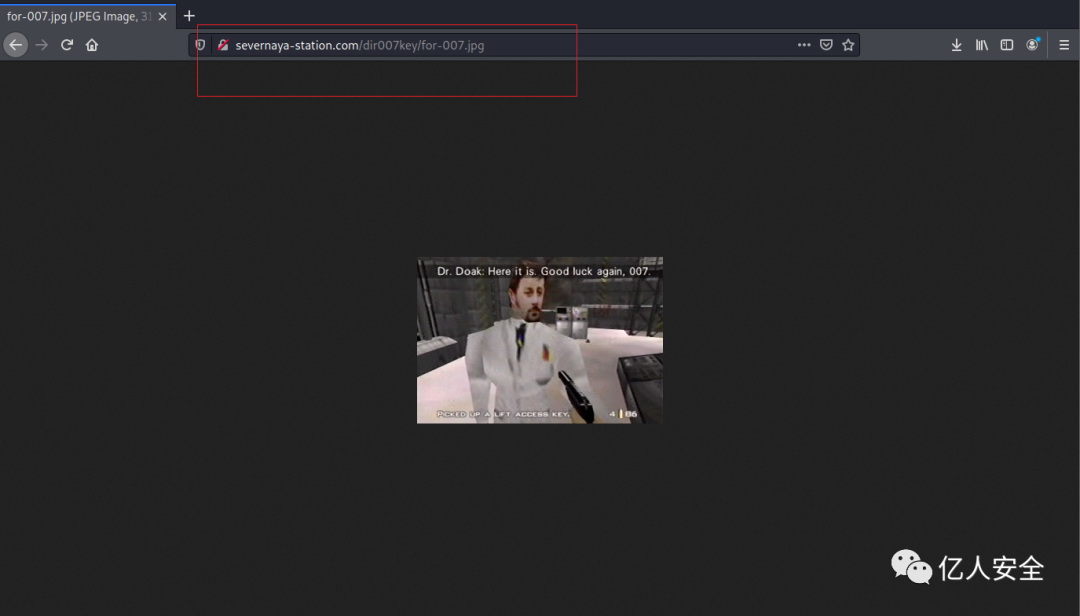 for-007.jpg (JPEG Image, 31
severnaya-station.com/dir007key/for-007.jpg
Dr. Doak: Here it is. Good luck again, 007.
Picked up a lift access key.
4 86
亿人安全